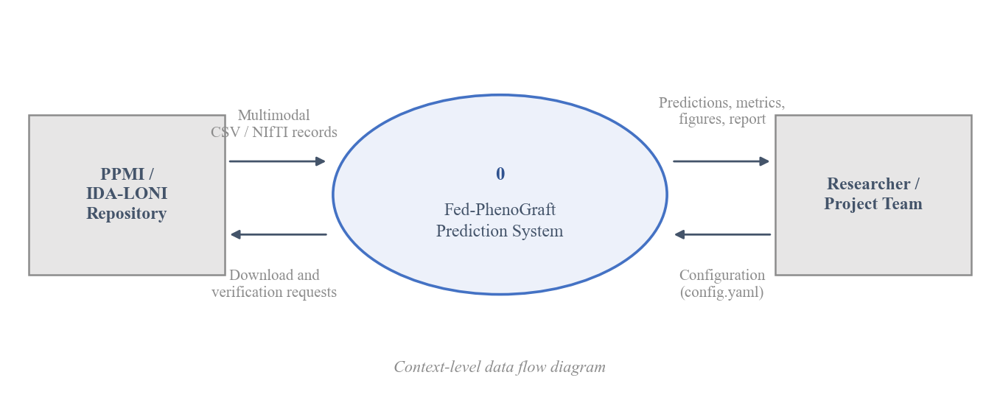 Multimodal
CSV / NIfTI records
PPMI /
IDA-LONI
Repository
Download and
verification requests
0
Fed-PhenoGraft
Prediction System
Predictions, metrics,
figures, report
Researcher /
Project Team
Configuration
(config.yaml)
Context-level data flow diagram